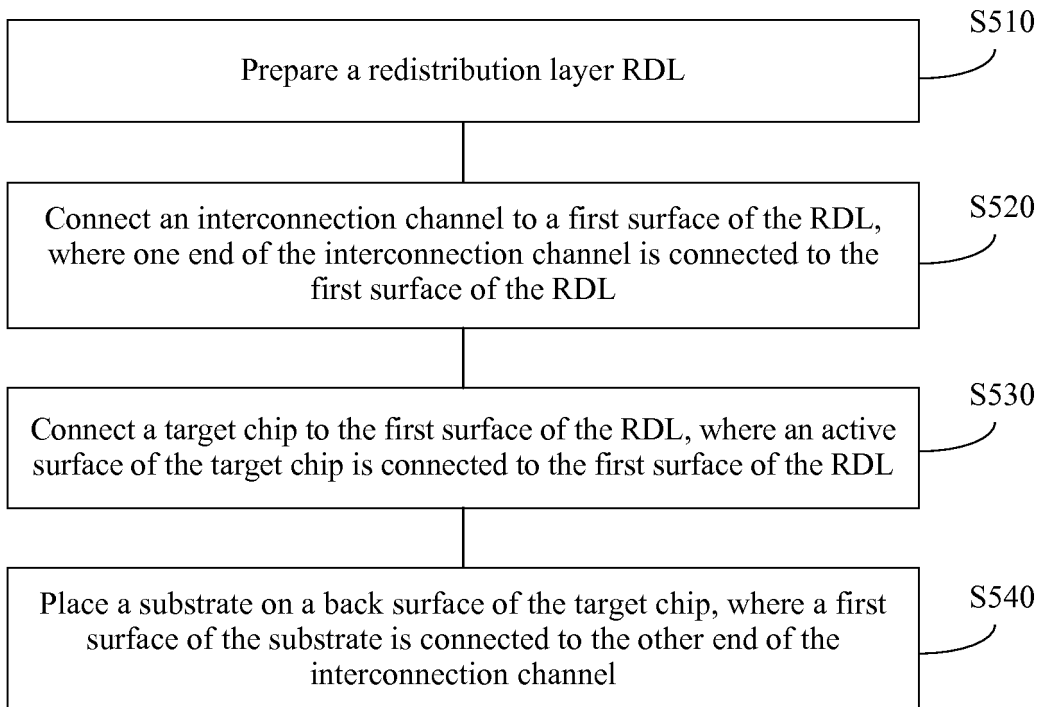 S510
Prepare a redistribution layer RDL
S520
Connect an interconnection channel to a first surface of the RDL,
where one end of the interconnection channel is connected to the
first surface of the RDL
S530
Connect a target chip to the first surface of the RDL, where an active
surface of the target chip is connected to the first surface of the RDL
S540
Place a substrate on a back surface of the target chip, where a first
surface of the substrate is connected to the other end of the
interconnection channel